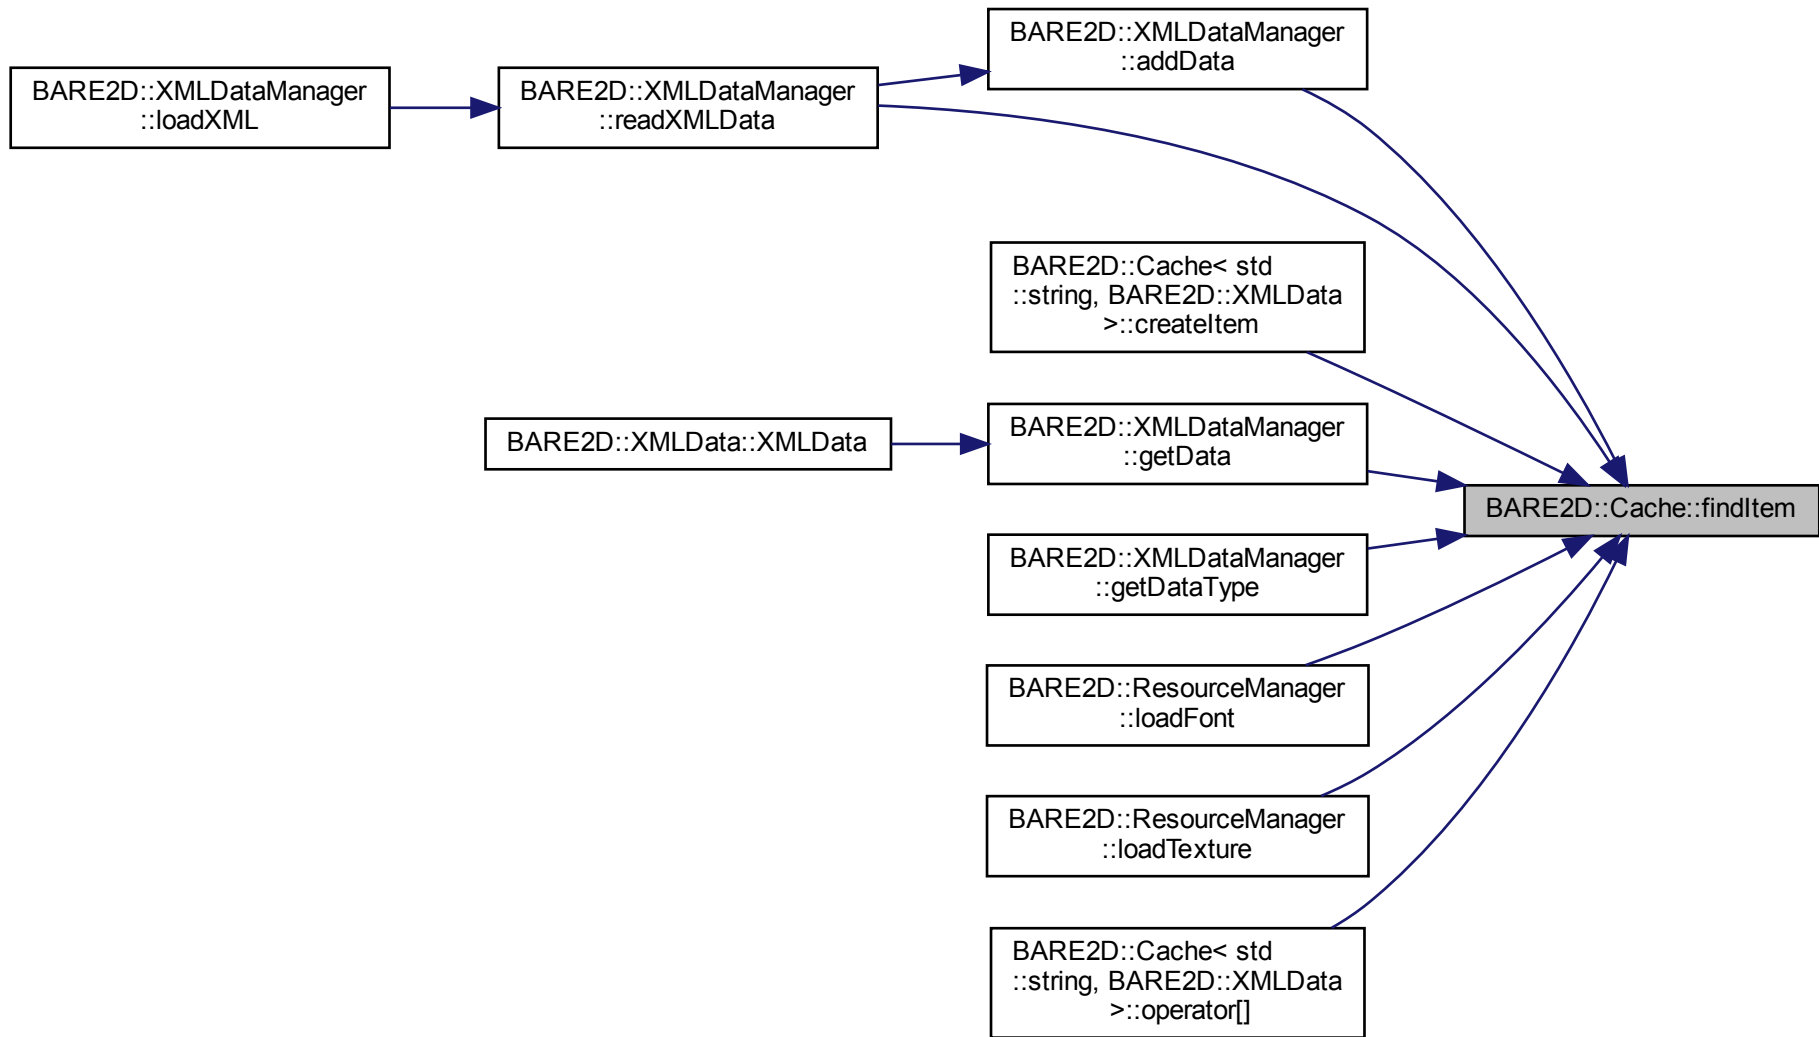 BARE2D::XMLDataManager
::addData
BARE2D::XMLDataManager
::loadXML
BARE2D::XMLDataManager
::readXMLData
BARE2D::Cache< std
::string, BARE2D::XMLData
>::createItem
BARE2D::XMLData::XMLData
BARE2D::XMLDataManager
::getData
BARE2D::Cache::findItem
BARE2D::XMLDataManager
::getDataType
BARE2D::ResourceManager
::loadFont
BARE2D::ResourceManager
::loadTexture
BARE2D::Cache< std
::string, BARE2D::XMLData
>::operator[]